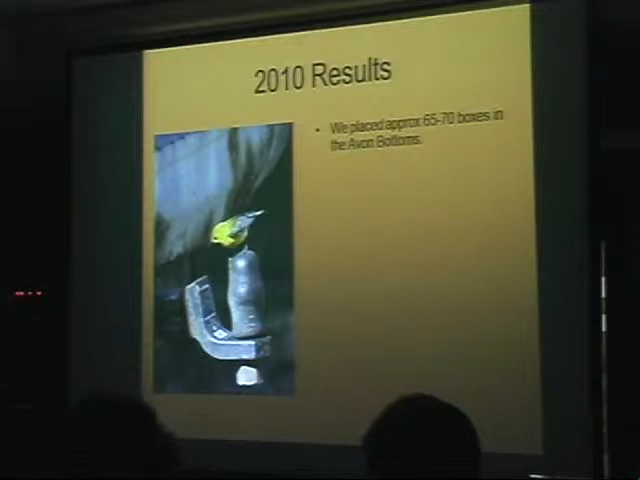 2010 Results
• We placed approx 65-70 boxes in
the Avon Bottoms.